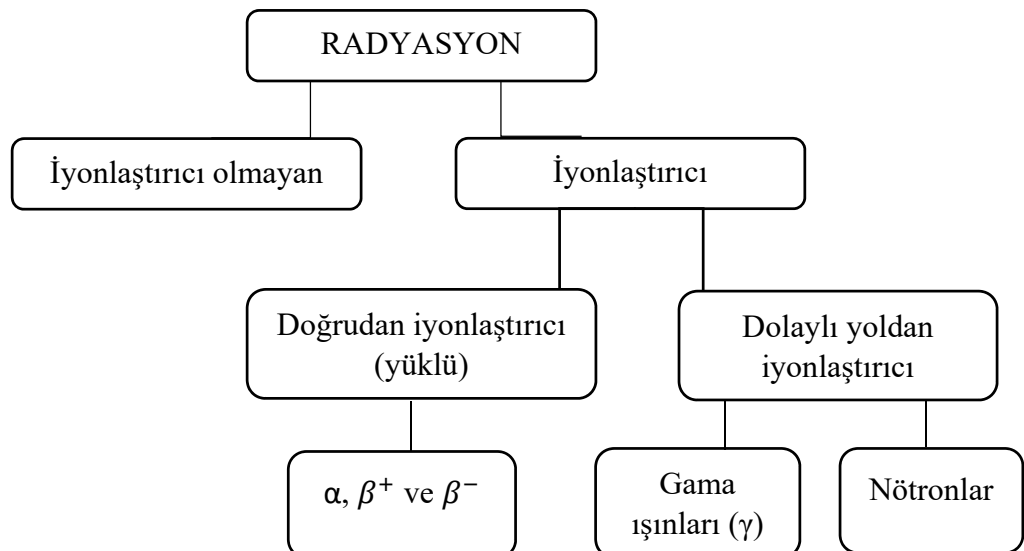 RADYASYON
İyonlaştırıcı olmayan
İyonlaştırıcı
Doğrudan iyonlaştırıcı
(yüklü)
Dolaylı yoldan
iyonlaştırıcı
α, β⁺ ve β⁻
Gama
ışınları (γ)
Nötronlar